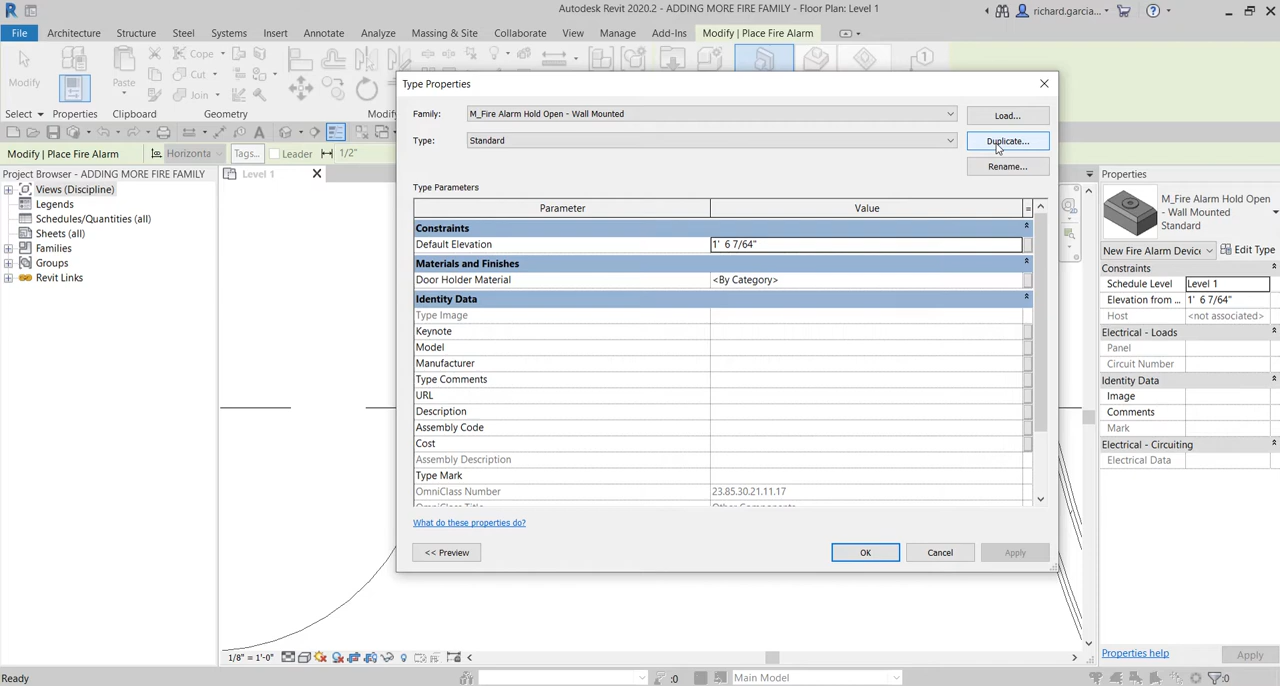 Autodesk Revit 2020.2 - ADDING MORE FIRE FAMILY - Floor Plan: Level 1
richard.garcia...
File Architecture Structure Steel Systems Insert Annotate Analyze Massing & Site Collaborate View Manage Add-Ins Modify | Place Fire Alarm
Modify Paste Cope
Cut
Join
Select Properties Clipboard Geometry Modify
Modify | Place Fire Alarm Horizonta Tags... Leader 1/2"
Project Browser - ADDING MORE FIRE FAMILY
Views (Discipline)
Legends
Schedules/Quantities (all)
Sheets (all)
Families
Groups
Revit Links
Level 1
Type Properties
Family: M_Fire Alarm Hold Open - Wall Mounted Load...
Type: Standard Duplicate...
Rename...
Type Parameters
Parameter Value =
Constraints
Default Elevation 1' 6 7/64"
Materials and Finishes
Door Holder Material <By Category>
Identity Data
Type Image
Keynote
Model
Manufacturer
Type Comments
URL
Description
Assembly Code
Cost
Assembly Description
Type Mark
OmniClass Number 23.85.30.21.11.17
OmniClass Title Other Components
What do these properties do?
<< Preview OK Cancel Apply
Properties
M_Fire Alarm Hold Open
- Wall Mounted
Standard
New Fire Alarm Device Edit Type
Constraints
Schedule Level Level 1
Elevation from ... 1' 6 7/64"
Host <not associated>
Electrical - Loads
Panel
Circuit Number
Identity Data
Image
Comments
Mark
Electrical - Circuiting
Electrical Data
Properties help Apply
1/8" = 1'-0"
Ready :0 Main Model :0